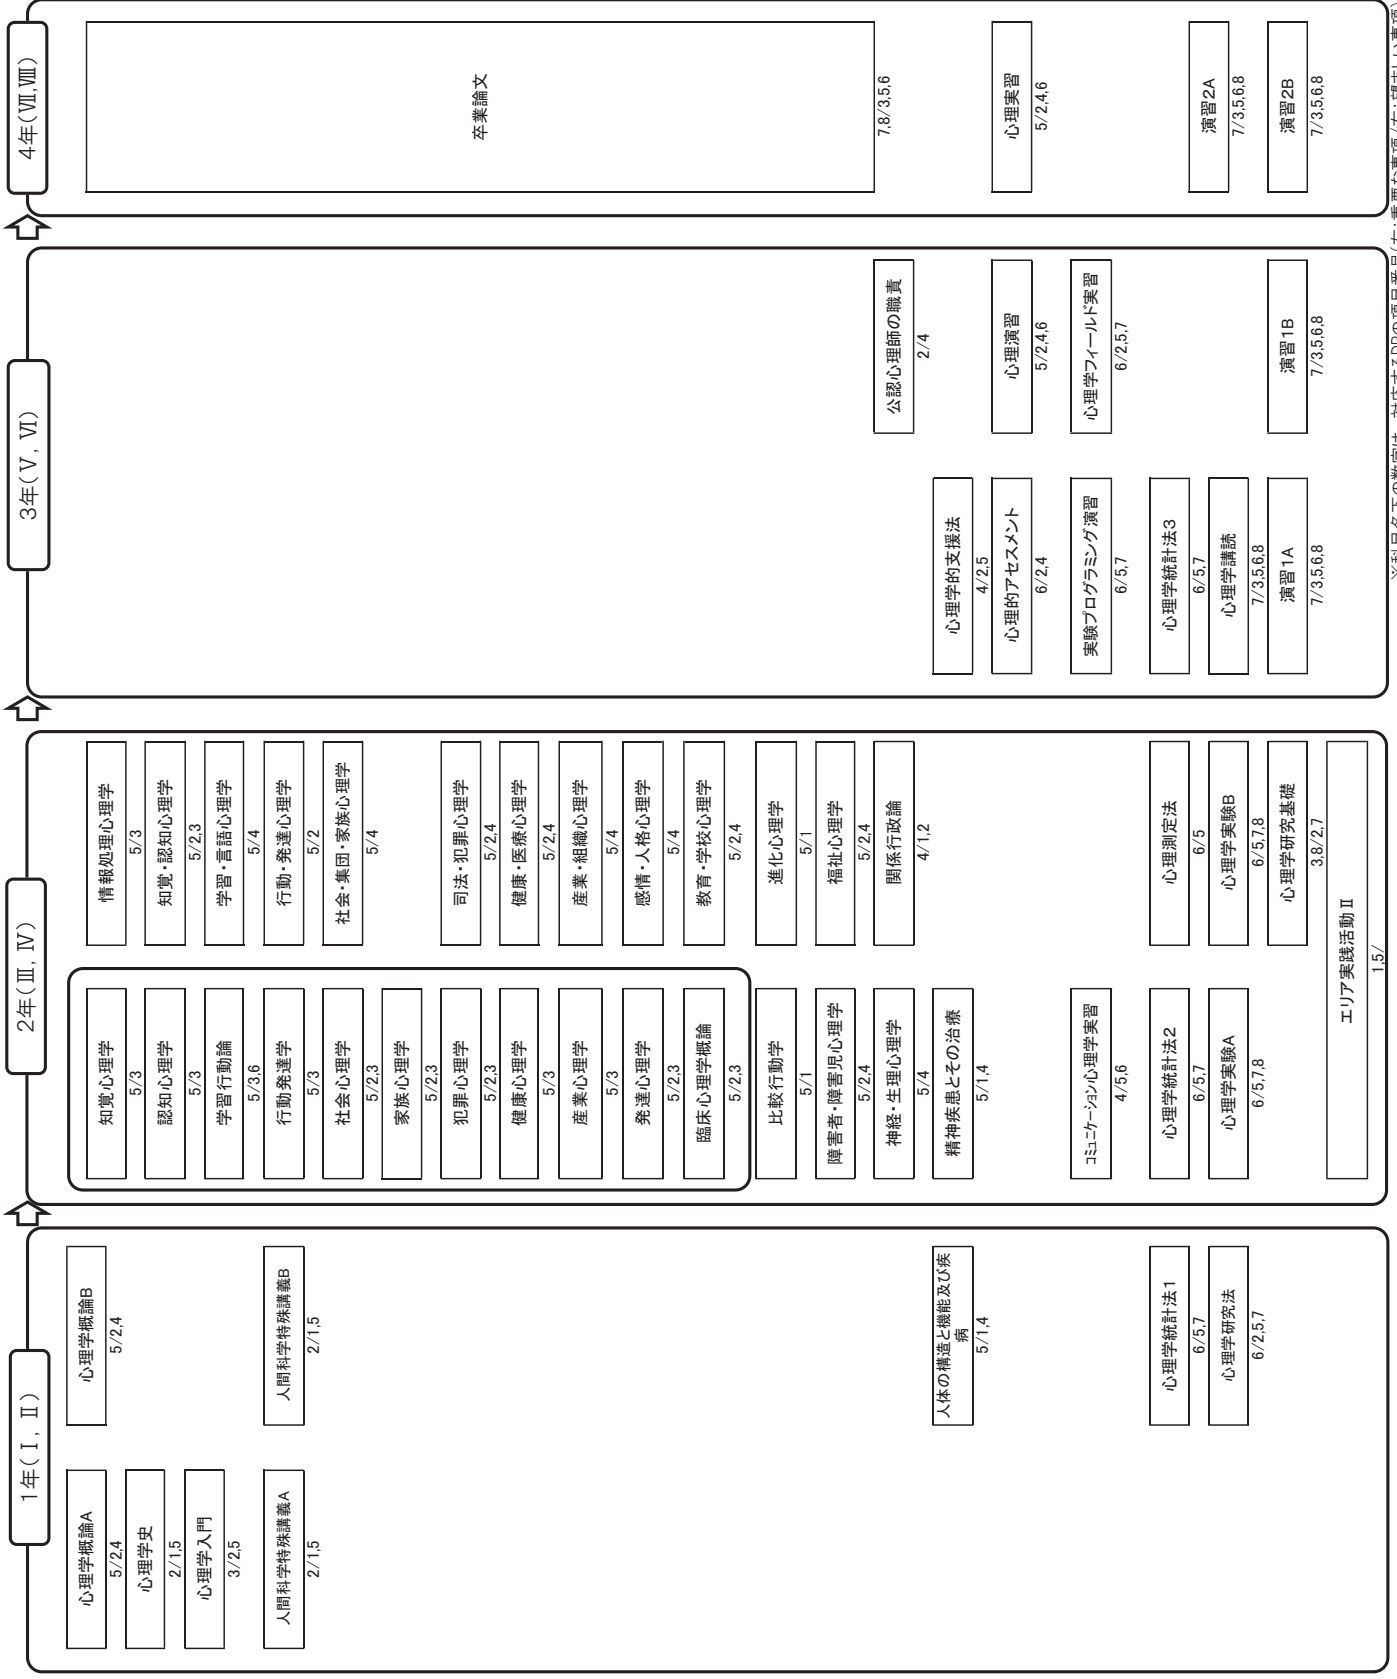 1年(Ⅰ, Ⅱ)
心理学概論A
5/2,4
心理学史
2/1,5
心理学入門
3/2,5
人間科学特殊講義A
2/1,5
心理学概論B
5/2,4
人間科学特殊講義B
2/1,5
人体の構造と機能及び疾
病
5/1,4
心理学統計法1
6/5,7
心理学研究法
6/2,5,7
2年(Ⅲ, Ⅳ)
知覚心理学
5/3
認知心理学
5/3
学習行動論
5/3,6
行動発達学
5/3
社会心理学
5/2,3
家族心理学
5/2,3
犯罪心理学
5/2,3
健康心理学
5/3
産業心理学
5/3
発達心理学
5/2,3
臨床心理学概論
5/2,3
比較行動学
5/1
障害者・障害児心理学
5/2,4
神経・生理心理学
5/4
精神疾患とその治療
5/1,4
コミュニケーション心理学実習
4/5,6
心理学統計法2
6/5,7
心理学実験A
6/5,7,8
情報処理心理学
5/3
知覚・認知心理学
5/2,3
学習・言語心理学
5/4
行動・発達心理学
5/2
社会・集団・家族心理学
5/4
司法・犯罪心理学
5/2,4
健康・医療心理学
5/2,4
産業・組織心理学
5/4
感情・人格心理学
5/4
教育・学校心理学
5/2,4
進化心理学
5/1
福祉心理学
5/2,4
関係行政論
4/1,2
心理測定法
6/5
心理学実験B
6/5,7,8
心理学研究基礎
3,8/2,7
エリア実践活動Ⅱ
1,5/
3年(Ⅴ, Ⅵ)
心理学的支援法
4/2,5
心理的アセスメント
6/2,4
実験プログラミング演習
6/5,7
心理学統計法3
6/5,7
心理学講読
7/3,5,6,8
演習1A
7/3,5,6,8
公認心理師の職責
2/4
心理演習
5/2,4,6
心理学フィールド実習
6/2,5,7
演習1B
7/3,5,6,8
4年(Ⅶ,Ⅷ)
卒業論文
7,8/3,5,6
心理実習
5/2,4,6
演習2A
7/3,5,6,8
演習2B
7/3,5,6,8